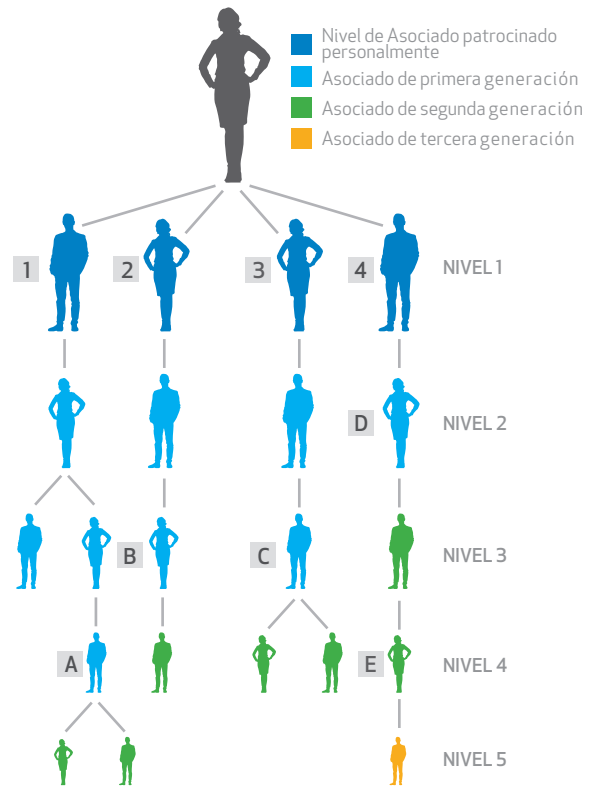 Nivel de Asociado patrocinado
personalmente
Asociado de primera generación
Asociado de segunda generación
Asociado de tercera generación
1
2
3
4
NIVEL 1
D
NIVEL 2
B
C
NIVEL 3
A
E
NIVEL 4
NIVEL 5